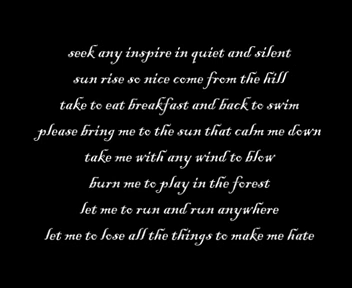 seek any inspire in quiet and silent
sun rise so nice come from the hill
take to eat breakfast and back to swim
please bring me to the sun that calm me down
take me with any wind to blow
burn me to play in the forest
let me to run and run anywhere
let me to lose all the things to make me hate